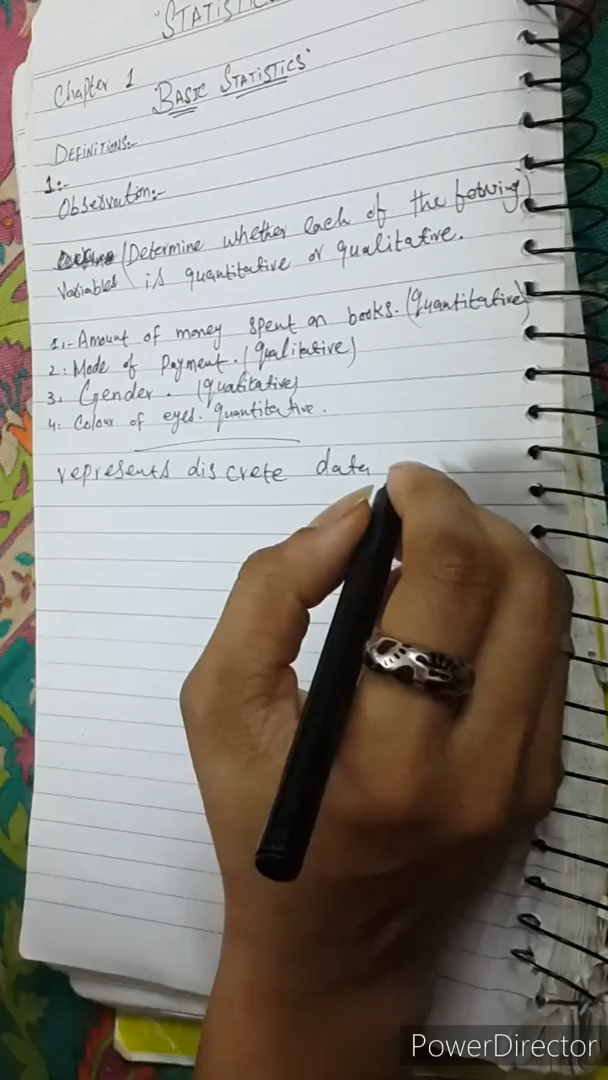 "STATISTIC
Chapter 1
BASIC STATISTICS"
DEFINITIONS:-
1:-
Observation:-
(Determine whether each of the
Variables is quantitative or qualitative.
1.- Amount of money spent on books. (Quantitative)
2: Mode of Payment. (qualitative)
3. Gender. (qualitative)
4: Colour of eyes. quantitative.
represents discrete data
PowerDirector